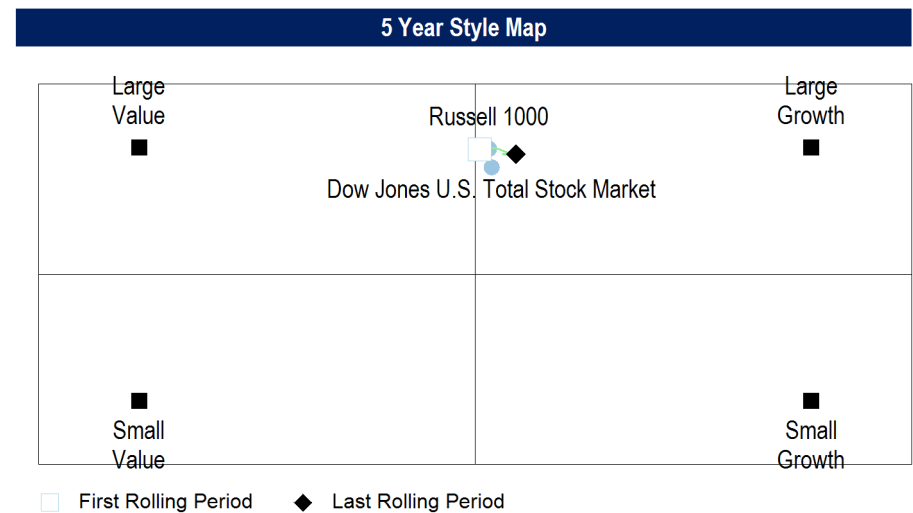 5 Year Style Map
Large
Value
Large
Growth
Russell 1000
Dow Jones U.S. Total Stock Market
Small
Value
Small
Growth
First Rolling Period
Last Rolling Period